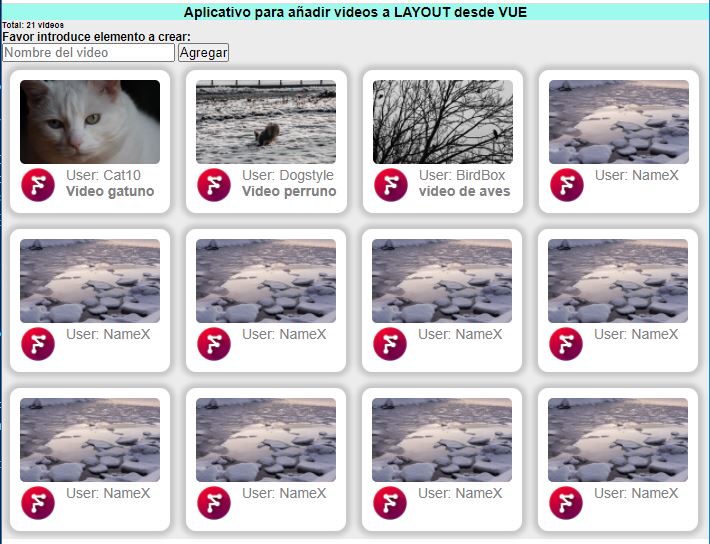 Aplicativo para añadir videos a LAYOUT desde VUE
Total: 21 videos
Favor introduce elemento a crear:
Nombre del video Agregar
User: Cat10
Video gatuno
User: Dogstyle
Video perruno
User: BirdBox
video de aves
User: NameX
User: NameX
User: NameX
User: NameX
User: NameX
User: NameX
User: NameX
User: NameX
User: NameX